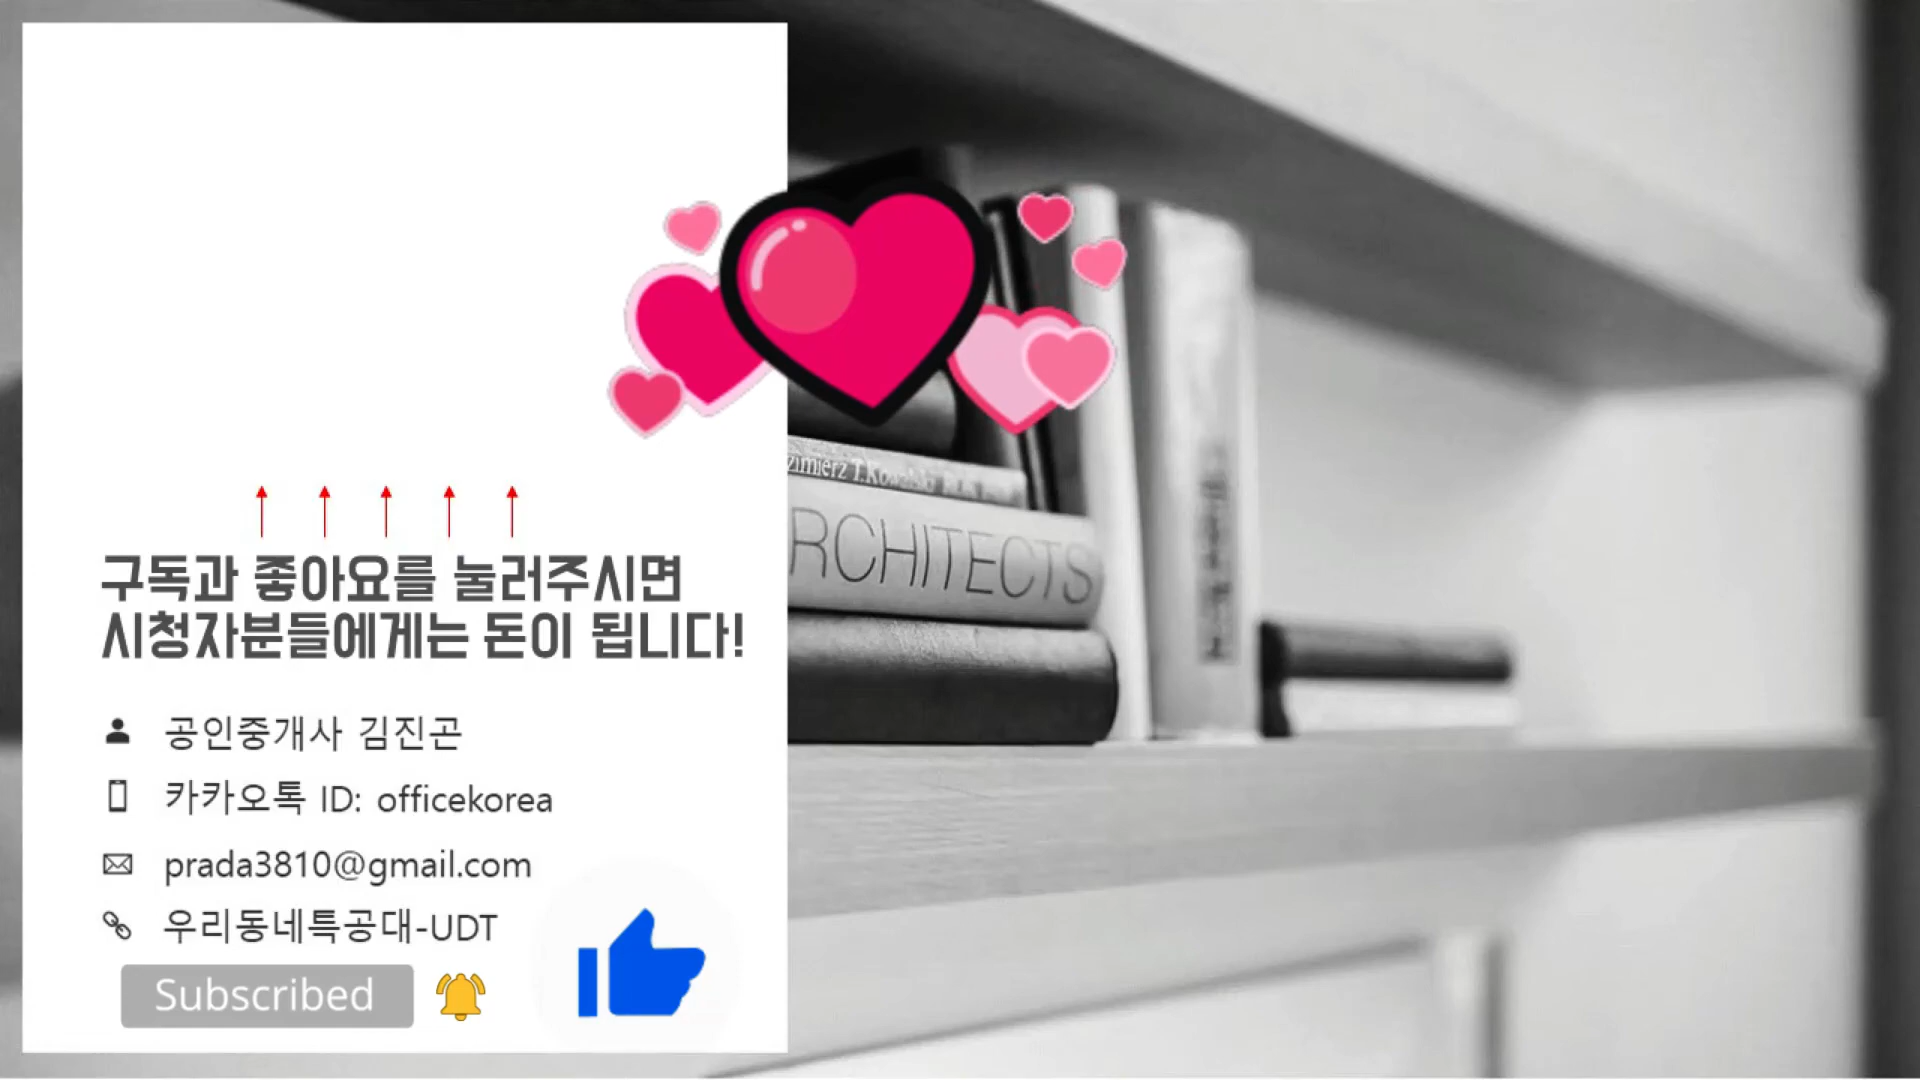 구독과 좋아요를 눌러주시면
시청자분들에게는 돈이 됩니다!
공인중개사 김진곤
카카오톡 ID: officekorea
prada3810@gmail.com
우리동네특공대-UDT
Subscribed
zimierz T.Kowalski
RCHITECTS